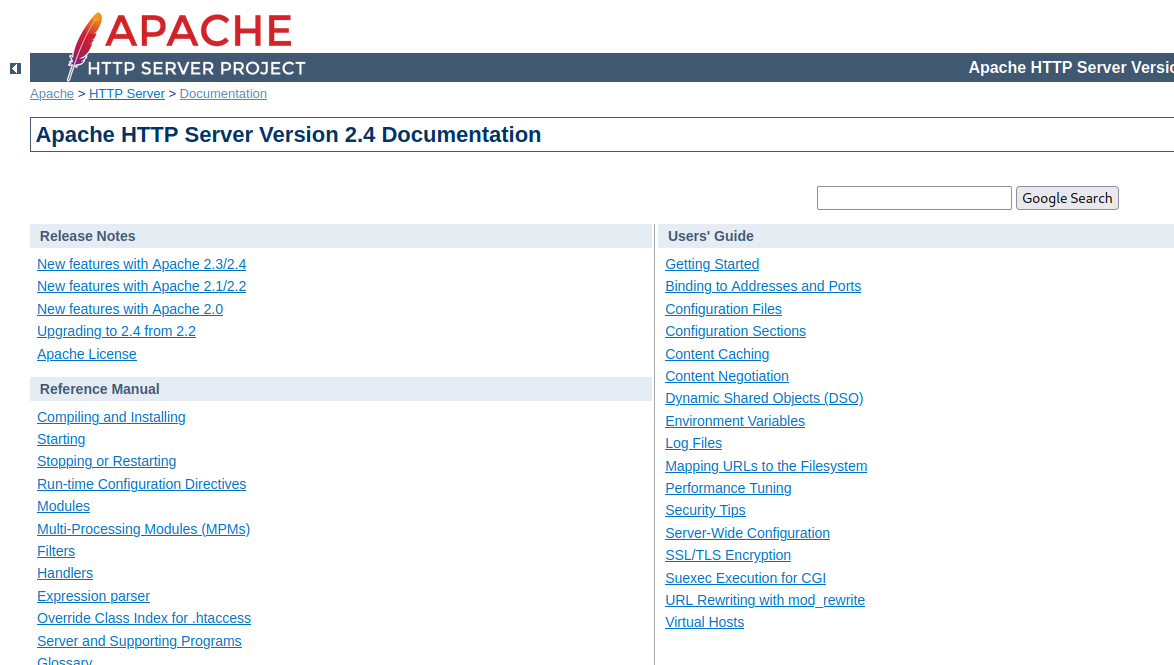 APACHE
HTTP SERVER PROJECT
Apache HTTP Server
Apache > HTTP Server > Documentation
Apache HTTP Server Version 2.4 Documentation
Google Search
Release Notes
New features with Apache 2.3/2.4
New features with Apache 2.1/2.2
New features with Apache 2.0
Upgrading to 2.4 from 2.2
Apache License
Reference Manual
Compiling and Installing
Starting
Stopping or Restarting
Run-time Configuration Directives
Modules
Multi-Processing Modules (MPMs)
Filters
Handlers
Expression parser
Override Class Index for .htaccess
Server and Supporting Programs
Glossary
Users' Guide
Getting Started
Binding to Addresses and Ports
Configuration Files
Configuration Sections
Content Caching
Content Negotiation
Dynamic Shared Objects (DSO)
Environment Variables
Log Files
Mapping URLs to the Filesystem
Performance Tuning
Security Tips
Server-Wide Configuration
SSL/TLS Encryption
Suexec Execution for CGI
URL Rewriting with mod_rewrite
Virtual Hosts